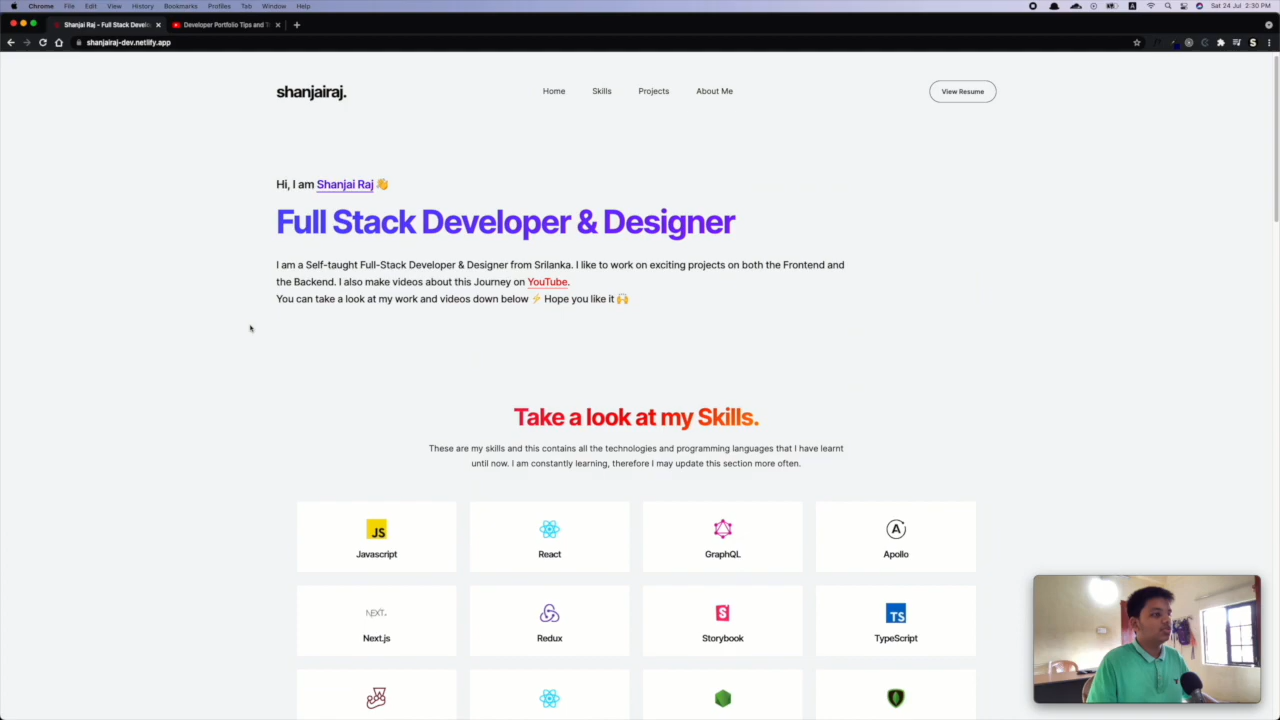 Chrome File Edit View History Bookmarks Profiles Tab Window Help
Sat 24 Jul 2:30 PM
Shanjai Raj - Full Stack Develo
Developer Portfolio Tips and T
shanjairaj-dev.netlify.app
shanjairaj.
Home Skills Projects About Me
View Resume
Hi, I am Shanjai Raj 👋
Full Stack Developer & Designer
I am a Self-taught Full-Stack Developer & Designer from Srilanka. I like to work on exciting projects on both the Frontend and
the Backend. I also make videos about this Journey on YouTube.
You can take a look at my work and videos down below ⚡ Hope you like it 🙌
Take a look at my Skills.
These are my skills and this contains all the technologies and programming languages that I have learnt
until now. I am constantly learning, therefore I may update this section more often.
JS
A
Javascript React GraphQL Apollo
NEXT.
S
TS
Next.js Redux Storybook TypeScript